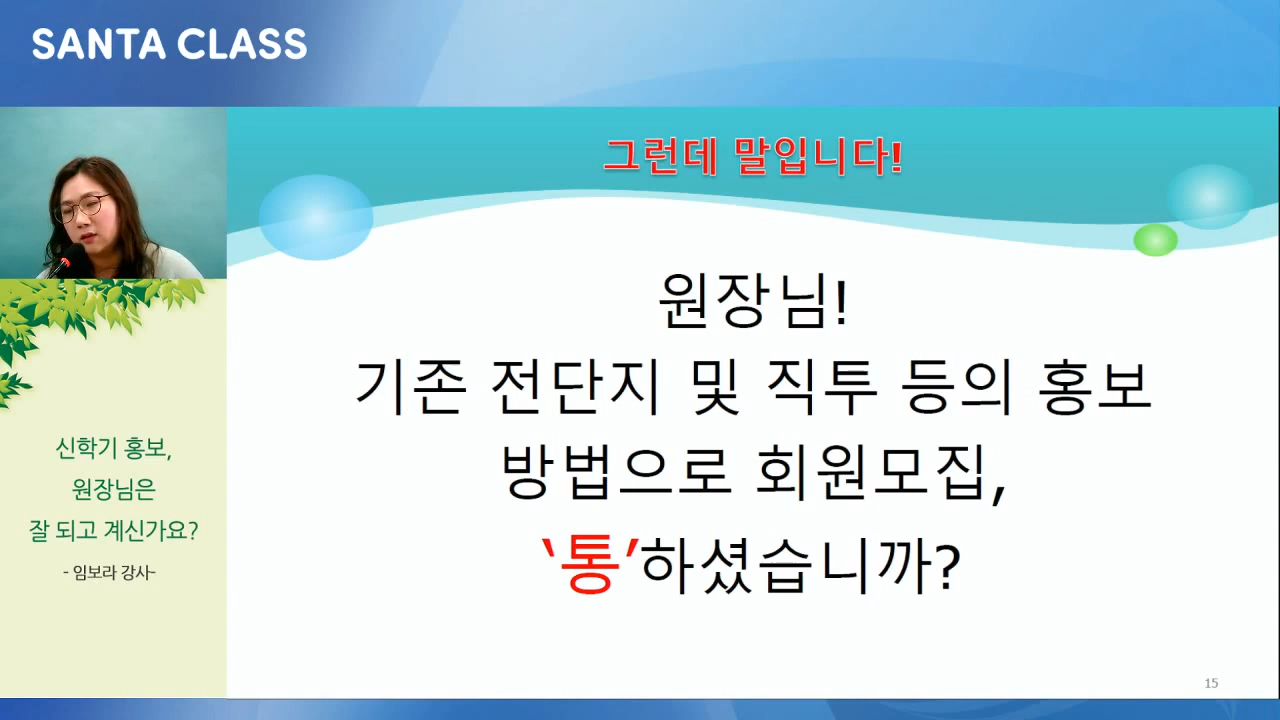 SANTA CLASS
그런데 말입니다!
원장님!
기존 전단지 및 직투 등의 홍보
방법으로 회원모집,
‘통’하셨습니까?
신학기 홍보,
원장님은
잘 되고 계신가요?
- 임보라 강사-
15